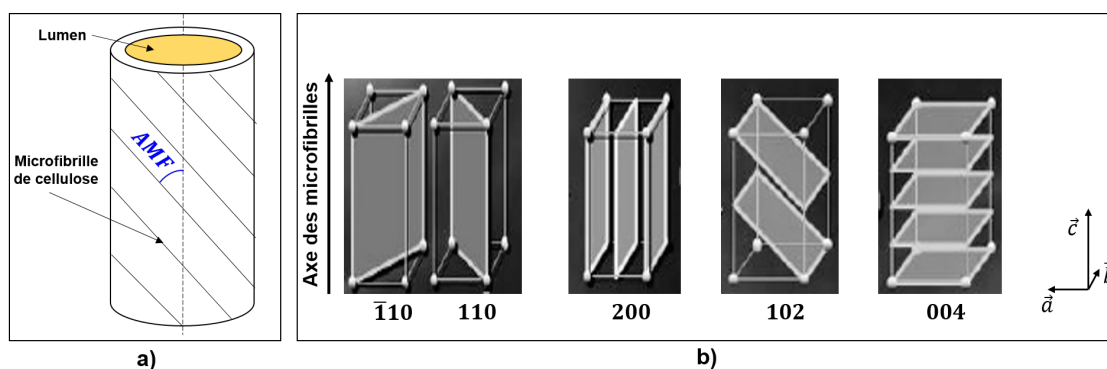 a)
Lumen
AMF
Microfibrille
de cellulose
b)
Axe des microfibrilles
1̅10
110
200
102
004
c⃗
a⃗